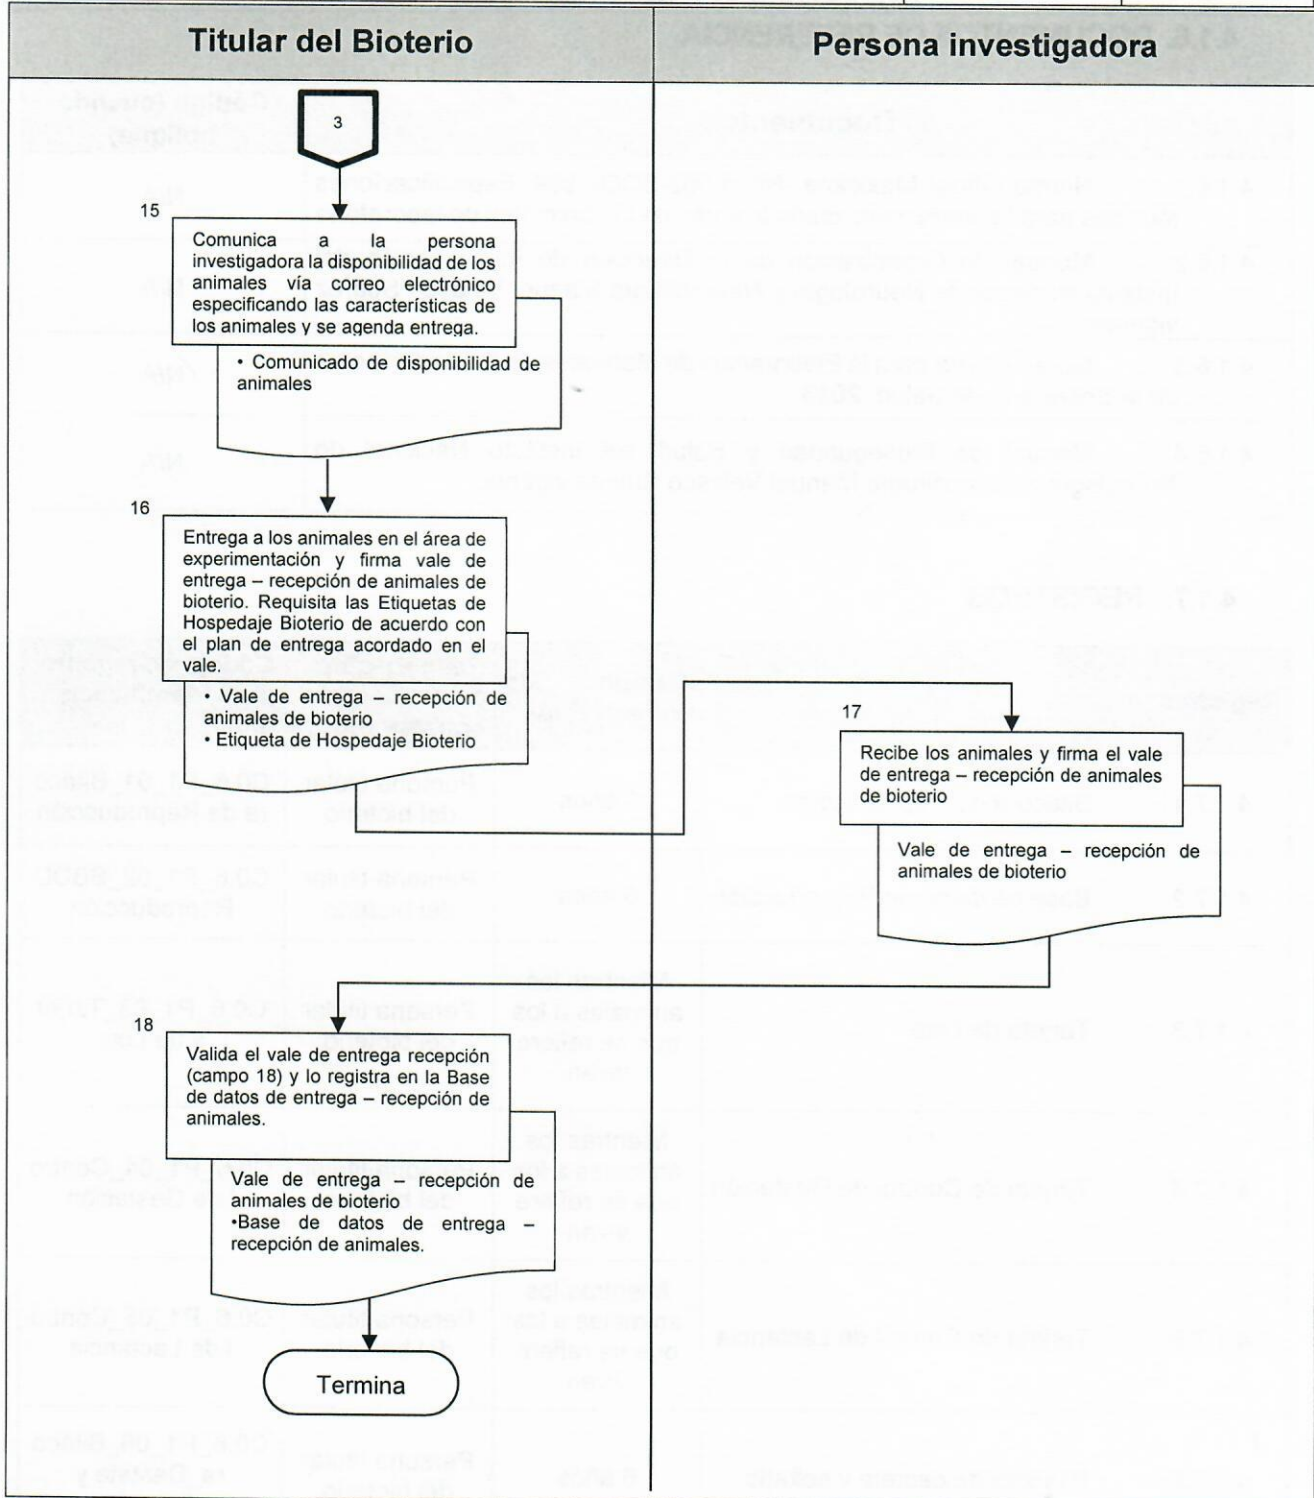 Titular del Bioterio
Persona investigadora
3
15
Comunica a la persona
investigadora la disponibilidad de los
animales vía correo electrónico
especificando las características de
los animales y se agenda entrega.
• Comunicado de disponibilidad de
animales
16
Entrega a los animales en el área de
experimentación y firma vale de
entrega – recepción de animales de
bioterio. Requisita las Etiquetas de
Hospedaje Bioterio de acuerdo con
el plan de entrega acordado en el
vale.
• Vale de entrega – recepción de
animales de bioterio
• Etiqueta de Hospedaje Bioterio
17
Recibe los animales y firma el vale
de entrega – recepción de animales
de bioterio
Vale de entrega – recepción de
animales de bioterio
18
Valida el vale de entrega recepción
(campo 18) y lo registra en la Base
de datos de entrega – recepción de
animales.
Vale de entrega – recepción de
animales de bioterio
•Base de datos de entrega –
recepción de animales.
Termina